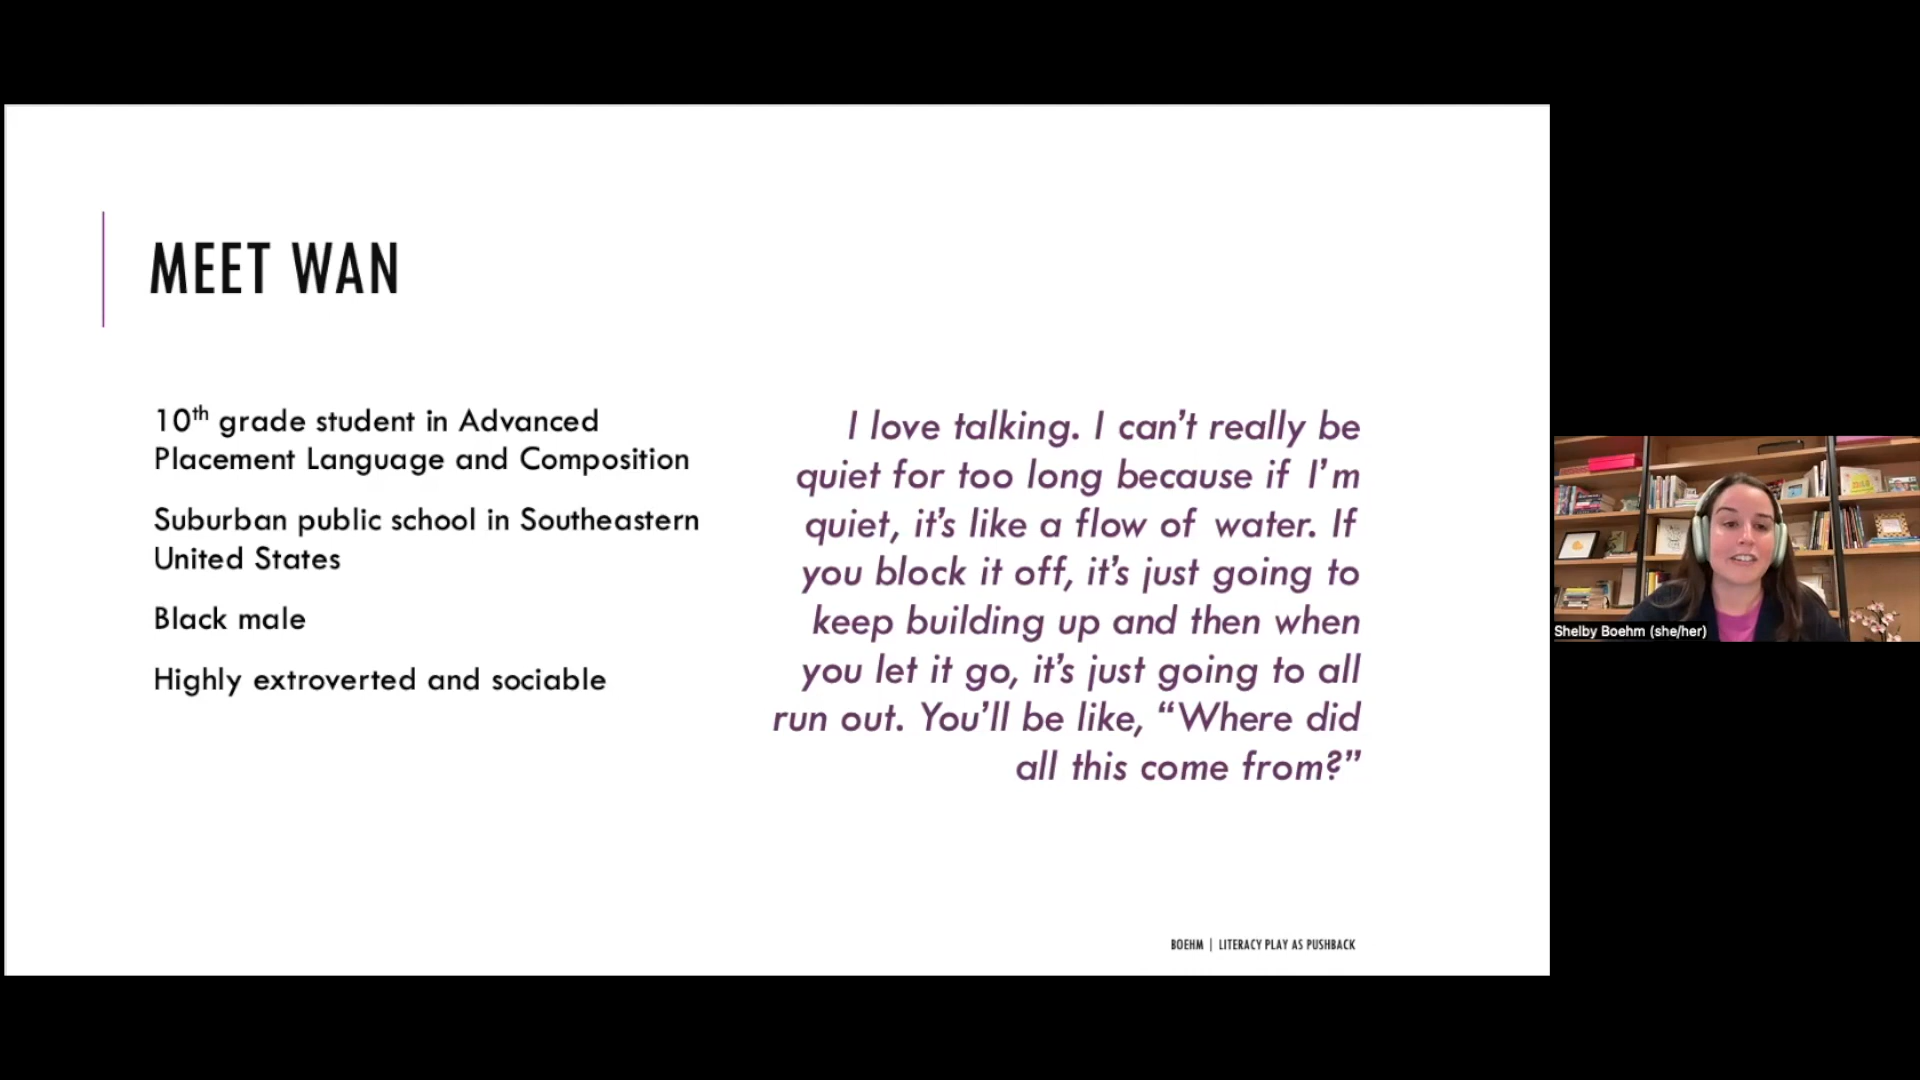 MEET WAN
10th grade student in Advanced
Placement Language and Composition
Suburban public school in Southeastern
United States
Black male
Highly extroverted and sociable
I love talking. I can’t really be
quiet for too long because if I’m
quiet, it’s like a flow of water. If
you block it off, it’s just going to
keep building up and then when
you let it go, it’s just going to all
run out. You’ll be like, “Where did
all this come from?”
BOEHM | LITERACY PLAY AS PUSHBACK
Shelby Boehm (she/her)